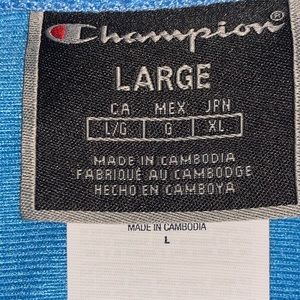 Champion®
LARGE
CA MEX JPN
L/G G XL
MADE IN CAMBODIA
FABRIQUÉ AU CAMBODGE
HECHO EN CAMBOYA
MADE IN CAMBODIA
L